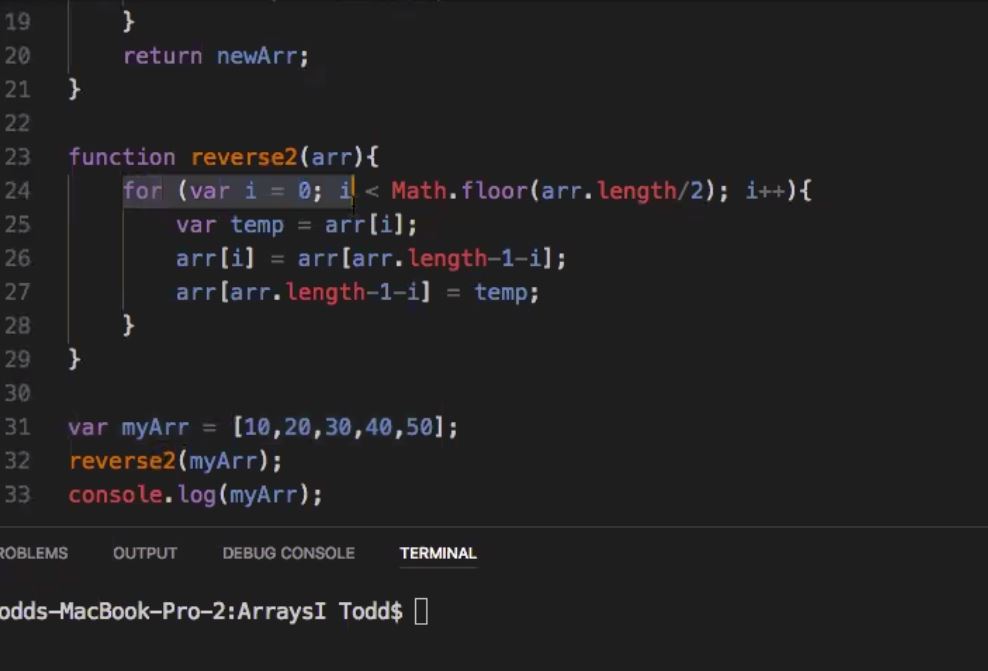 19 }
20 return newArr;
21 }
22
23 function reverse2(arr){
24 for (var i = 0; i < Math.floor(arr.length/2); i++){
25 var temp = arr[i];
26 arr[i] = arr[arr.length-1-i];
27 arr[arr.length-1-i] = temp;
28 }
29 }
30
31 var myArr = [10,20,30,40,50];
32 reverse2(myArr);
33 console.log(myArr);
ROBLEMS OUTPUT DEBUG CONSOLE TERMINAL
odds-MacBook-Pro-2:ArraysI Todd$